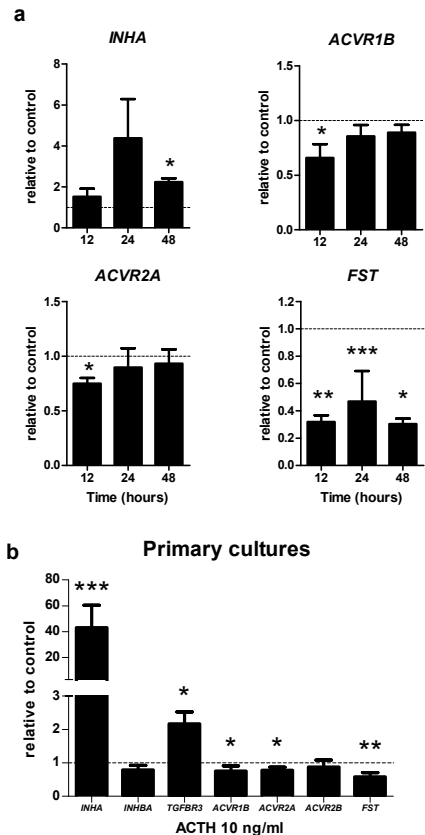 a
INHA
relative to control
8
6
4
2
0
*
12 24 48
ACVR1B
relative to control
1.5
1.0
0.5
0.0
*
12 24 48
ACVR2A
relative to control
1.5
1.0
0.5
0.0
*
12 24 48
Time (hours)
FST
relative to control
1.2
1.0
0.8
0.6
0.4
0.2
0.0
** *** *
12 24 48
Time (hours)
b
Primary cultures
relative to control
80
60
40
20
3
2
1
0
*** * * * **
INHA INHBA TGFBR3 ACVR1B ACVR2A ACVR2B FST
ACTH 10 ng/ml